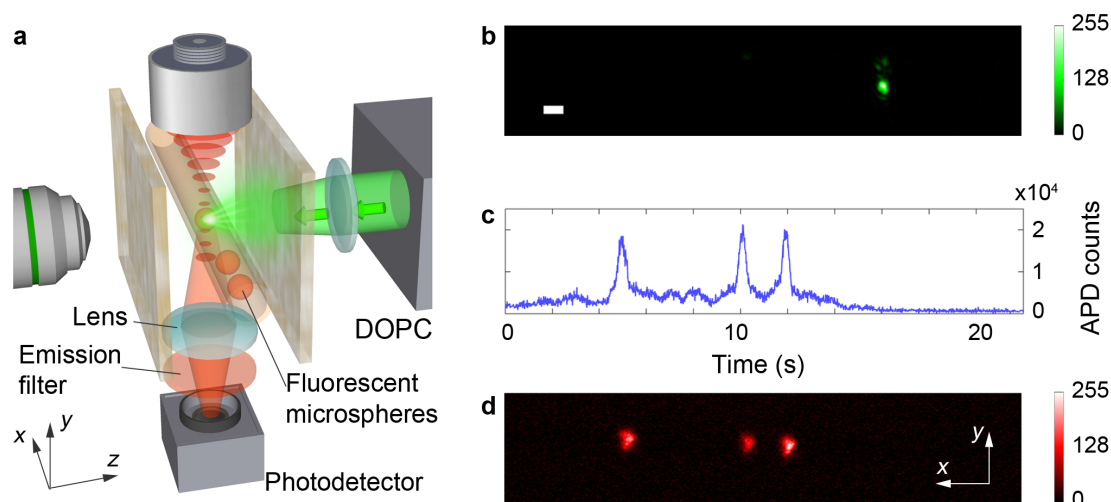 a
Lens
Emission
filter
DOPC
Fluorescent
microspheres
Photodetector
x
y
z
b
255
128
0
c
x10⁴
2
1
0
APD counts
0
10
20
Time (s)
d
y
x
255
128
0